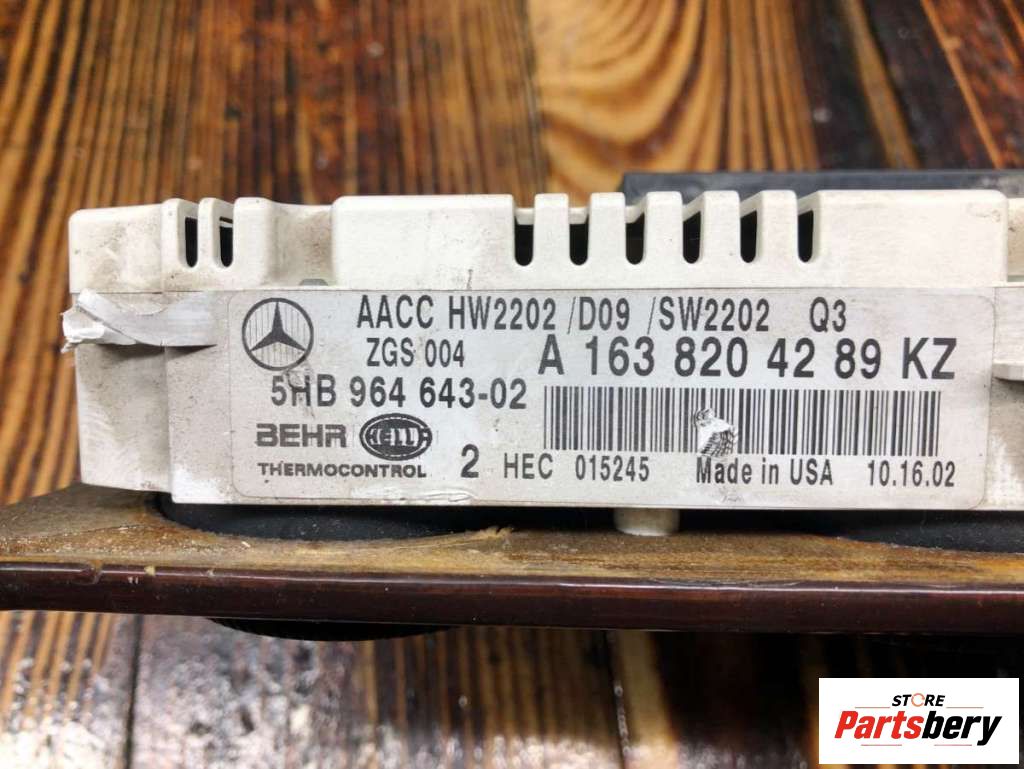 AACC HW2202 /D09 /SW2202 Q3
ZGS 004 A 163 820 42 89 KZ
5HB 964 643-02
BEHR HELLA
THERMOCONTROL 2 HEC 015245 Made in USA 10.16.02
STORE
Partsbery